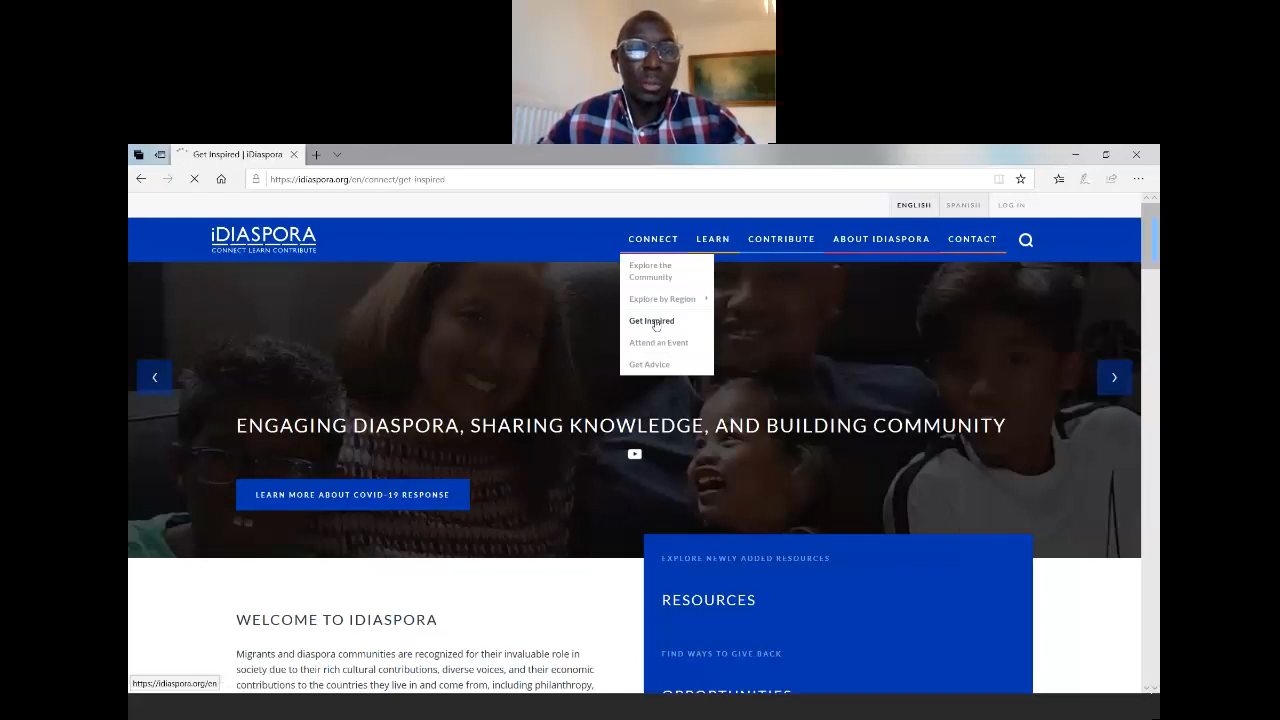 Get Inspired | iDiaspora
https://idiaspora.org/en/connect/get-inspired
ENGLISH SPANISH LOG IN
iDIASPORA
CONNECT LEARN CONTRIBUTE
CONNECT LEARN CONTRIBUTE ABOUT IDIASPORA CONTACT
Explore the
Community
Explore by Region
Get Inspired
Attend an Event
Get Advice
ENGAGING DIASPORA, SHARING KNOWLEDGE, AND BUILDING COMMUNITY
LEARN MORE ABOUT COVID-19 RESPONSE
EXPLORE NEWLY ADDED RESOURCES
RESOURCES
FIND WAYS TO GIVE BACK
OPPORTUNITIES
WELCOME TO IDIASPORA
Migrants and diaspora communities are recognized for their invaluable role in
society due to their rich cultural contributions, diverse voices, and their economic
contributions to the countries they live in and come from, including philanthropy,
https://idiaspora.org/en